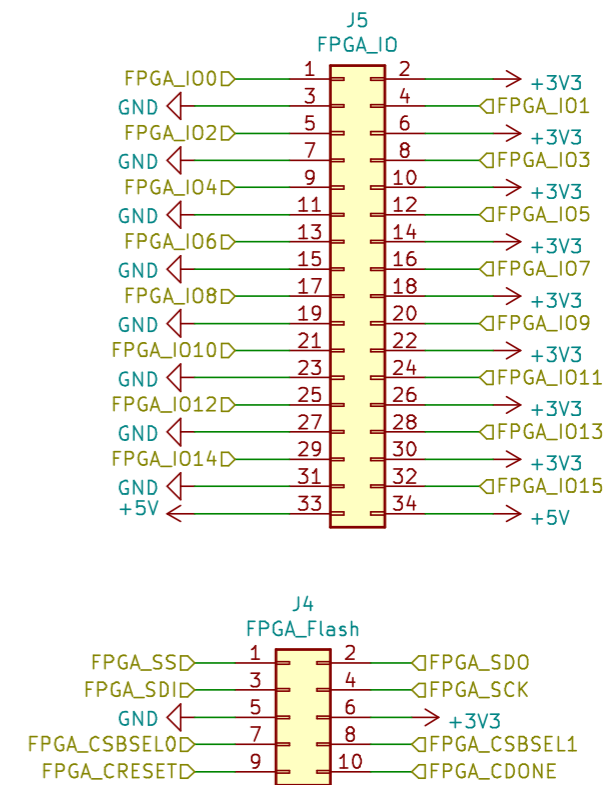 J5
FPGA_IO
FPGA_IO0 1 2 +3V3
GND 3 4 FPGA_IO1
FPGA_IO2 5 6 +3V3
GND 7 8 FPGA_IO3
FPGA_IO4 9 10 +3V3
GND 11 12 FPGA_IO5
FPGA_IO6 13 14 +3V3
GND 15 16 FPGA_IO7
FPGA_IO8 17 18 +3V3
GND 19 20 FPGA_IO9
FPGA_IO10 21 22 +3V3
GND 23 24 FPGA_IO11
FPGA_IO12 25 26 +3V3
GND 27 28 FPGA_IO13
FPGA_IO14 29 30 +3V3
GND 31 32 FPGA_IO15
+5V 33 34 +5V
J4
FPGA_Flash
FPGA_SS 1 2 FPGA_SDO
FPGA_SDI 3 4 FPGA_SCK
GND 5 6 +3V3
FPGA_CSBSEL0 7 8 FPGA_CSBSEL1
FPGA_CRESET 9 10 FPGA_CDONE